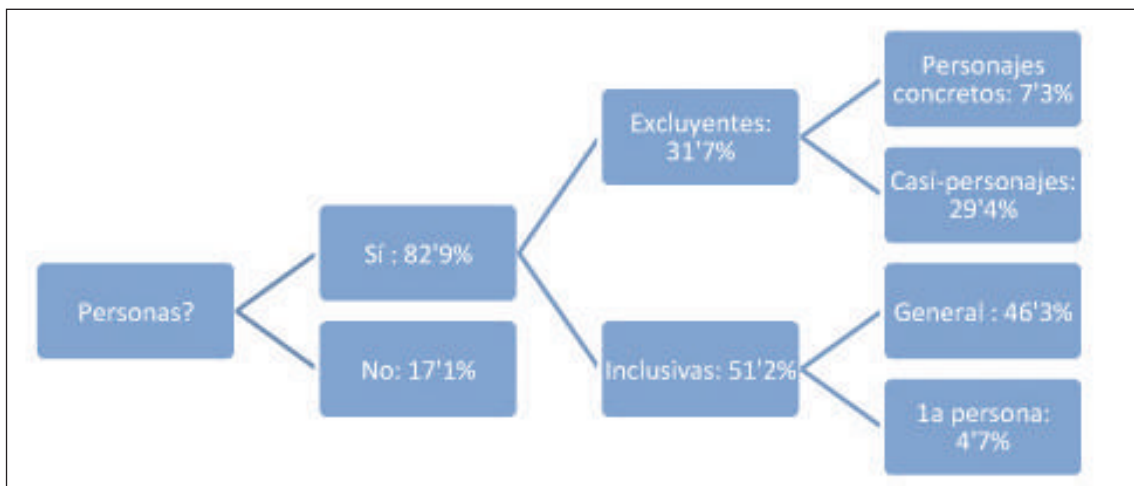 Personas?
Sí : 82'9%
No: 17'1%
Excluyentes:
31'7%
Inclusivas: 51'2%
Personajes
concretos: 7'3%
Casi-personajes:
29'4%
General : 46'3%
1a persona:
4'7%